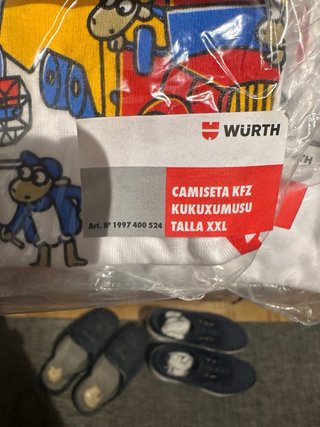 WÜRTH
CAMISETA KFZ
KUKUXUMUSU
TALLA XXL
Art. Nº 1997 400 524